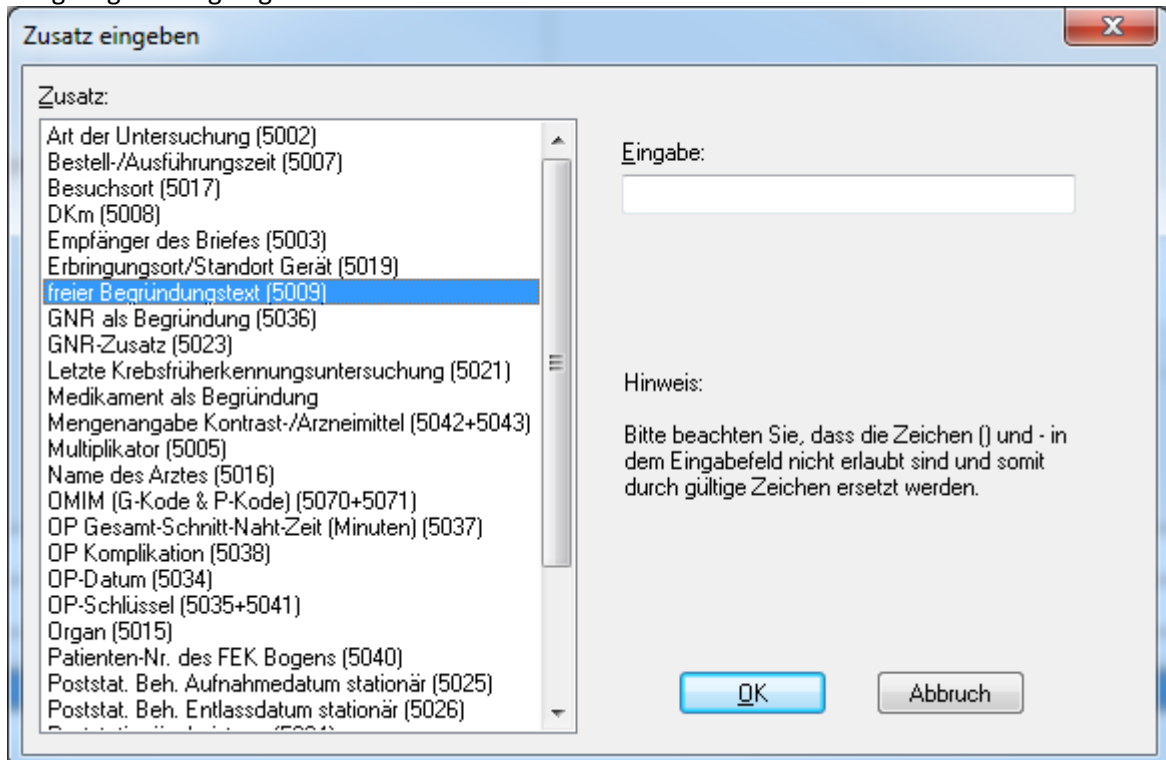 Zusatz eingeben
Zusatz:
Art der Untersuchung (5002)
Bestell-/Ausführungszeit (5007)
Besuchsort (5017)
DKm (5008)
Empfänger des Briefes (5003)
Erbringungsort/Standort Gerät (5019)
freier Begründungstext (5009)
GNR als Begründung (5036)
GNR-Zusatz (5023)
Letzte Krebsfrüherkennungsuntersuchung (5021)
Medikament als Begründung
Mengenangabe Kontrast-/Arzneimittel (5042+5043)
Multiplikator (5005)
Name des Arztes (5016)
OMIM (G-Kode & P-Kode) (5070+5071)
OP Gesamt-Schnitt-Naht-Zeit (Minuten) (5037)
OP Komplikation (5038)
OP-Datum (5034)
OP-Schlüssel (5035+5041)
Organ (5015)
Patienten-Nr. des FEK Bogens (5040)
Poststat. Beh. Aufnahmedatum stationär (5025)
Poststat. Beh. Entlassdatum stationär (5026)
Eingabe:
Hinweis:
Bitte beachten Sie, dass die Zeichen () und - in
dem Eingabefeld nicht erlaubt sind und somit
durch gültige Zeichen ersetzt werden.
OK
Abbruch